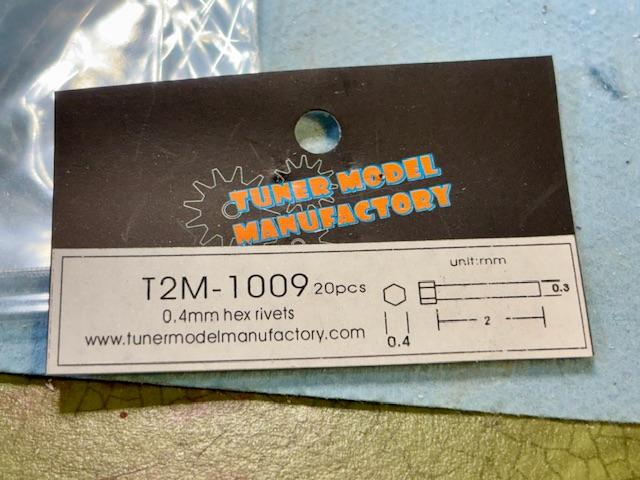 TUNER MODEL
MANUFACTORY
T2M-1009 20pcs
0.4mm hex rivets
www.tunermodelmanufactory.com
unit:mm
0.3
2
0.4